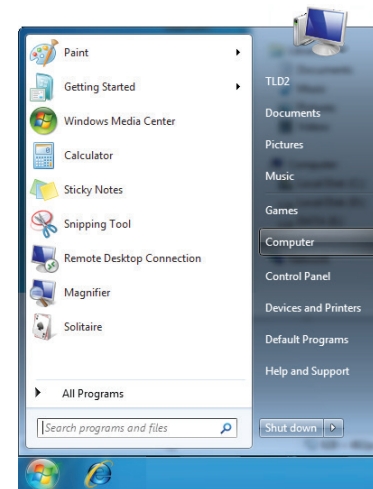 Paint
Getting Started
Windows Media Center
Calculator
Sticky Notes
Snipping Tool
Remote Desktop Connection
Magnifier
Solitaire
All Programs
Search programs and files
TLD2
Documents
Pictures
Music
Games
Computer
Control Panel
Devices and Printers
Default Programs
Help and Support
Shut down